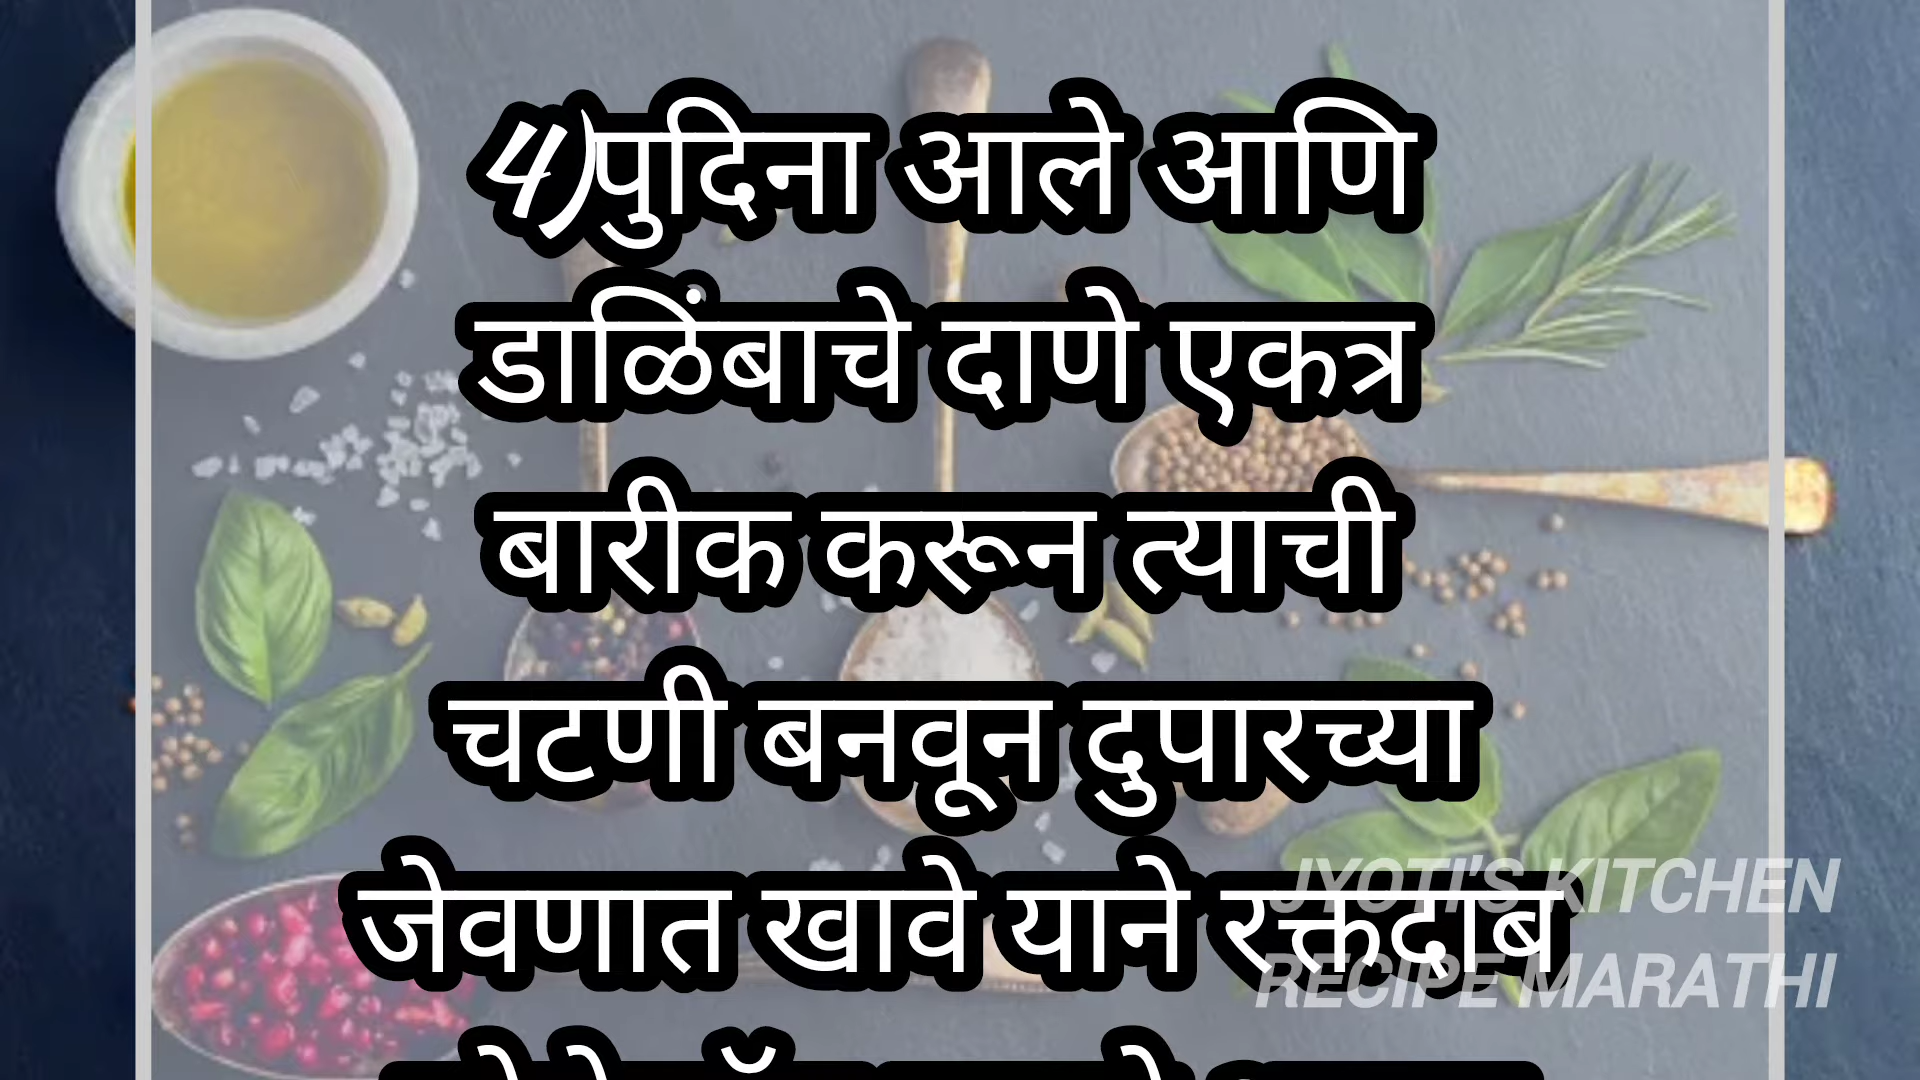 4)पुदिना आले आणि
डाळिंबाचे दाणे एकत्र
बारीक करून त्याची
चटणी बनवून दुपारच्या
जेवणात खावे याने रक्तदाब
JYOTI'S KITCHEN
RECIPE MARATHI